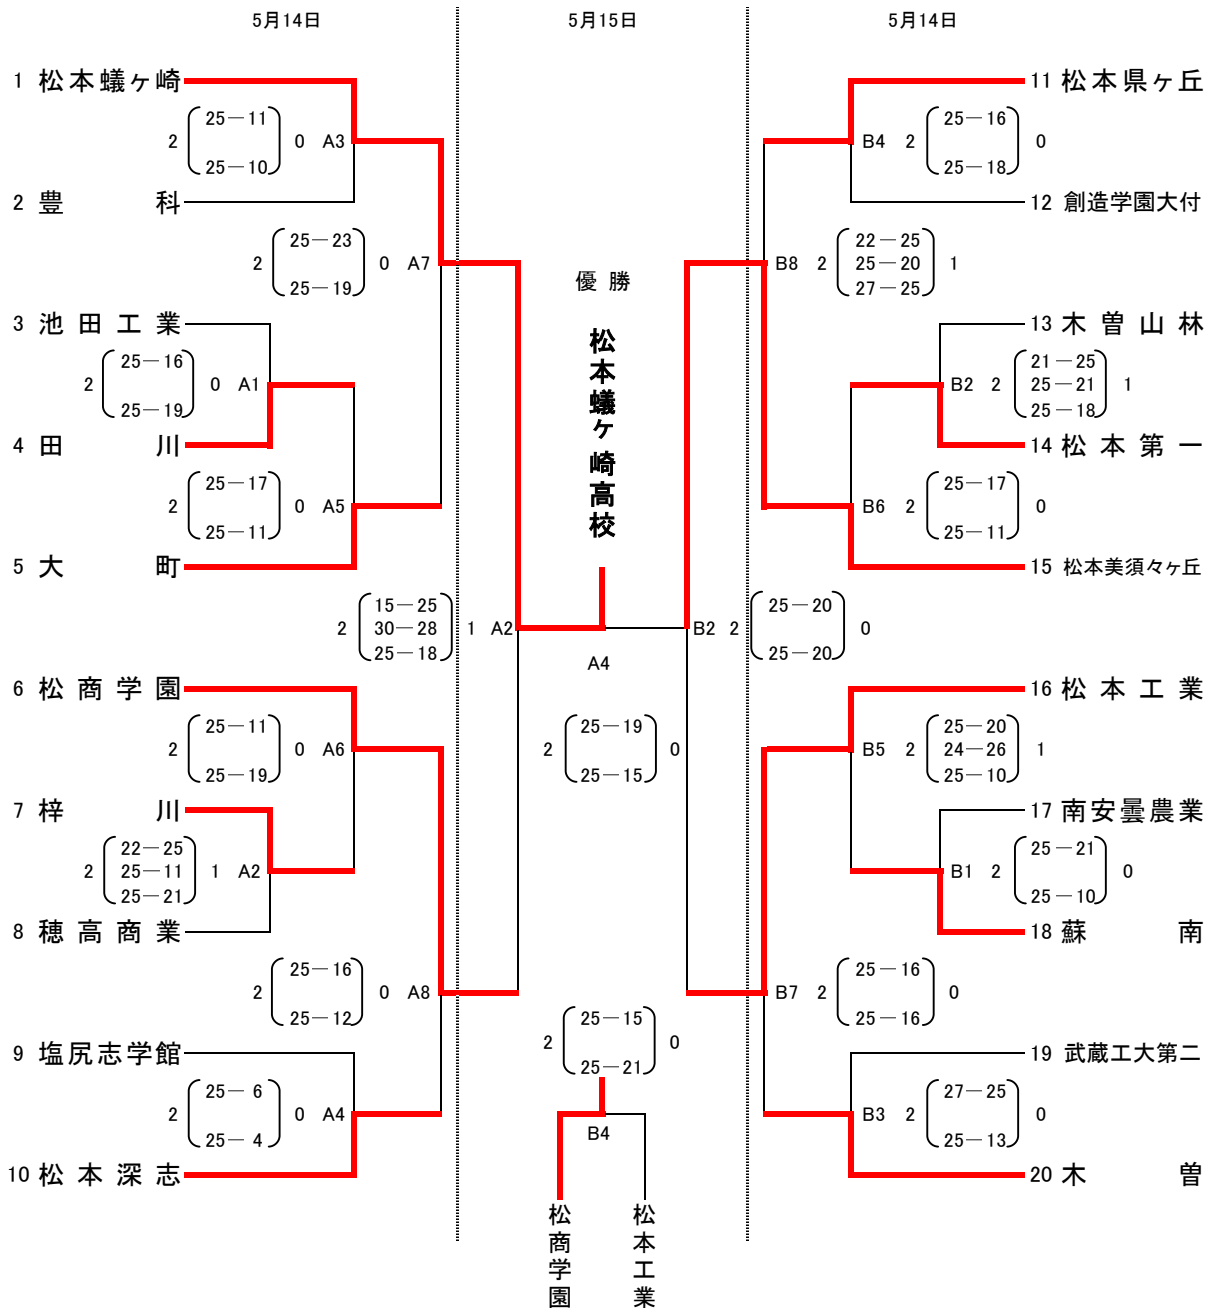 5月14日 5月15日 5月14日
1 松本蟻ヶ崎
2 25－11 0 A3
25－10
2 豊科
2 25－23 0 A7
25－19
3 池田工業
2 25－16 0 A1
25－19
4 田川
2 25－17 0 A5
25－11
5 大町
2 15－25 1 A2
30－28
25－18
6 松商学園
2 25－11 0 A6
25－19
7 梓川
2 22－25 1 A2
25－11
25－21
8 穂高商業
2 25－16 0 A8
25－12
9 塩尻志学館
2 25－6 0 A4
25－4
10 松本深志
優勝
松本蟻ヶ崎高校
A4
2 25－19 0
25－15
2 25－15 0
25－21
B4
松商学園
松本工業
11 松本県ヶ丘
B4 2 25－16 0
25－18
12 創造学園大付
B8 2 22－25 1
25－20
27－25
13 木曽山林
B2 2 21－25 1
25－21
25－18
14 松本第一
B6 2 25－17 0
25－11
15 松本美須々ヶ丘
B2 2 25－20 0
25－20
16 松本工業
B5 2 25－20 1
24－26
25－10
17 南安曇農業
B1 2 25－21 0
25－10
18 蘇南
B7 2 25－16 0
25－16
19 武蔵工大第二
B3 2 27－25 0
25－13
20 木曽